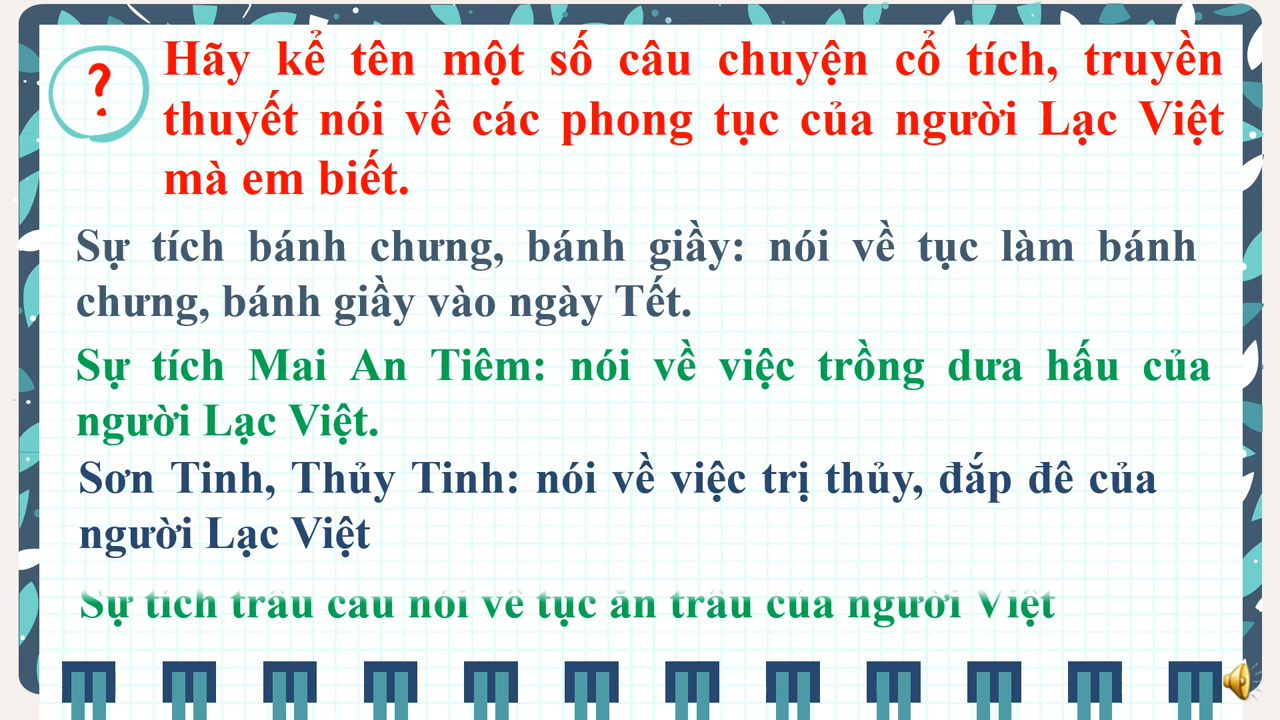 ?
Hãy kể tên một số câu chuyện cổ tích, truyền
thuyết nói về các phong tục của người Lạc Việt
mà em biết.
Sự tích bánh chưng, bánh giầy: nói về tục làm bánh
chưng, bánh giầy vào ngày Tết.
Sự tích Mai An Tiêm: nói về việc trồng dưa hấu của
người Lạc Việt.
Sơn Tinh, Thủy Tinh: nói về việc trị thủy, đắp đê của
người Lạc Việt
Sự tích trầu cau nói về tục ăn trầu của người Việt